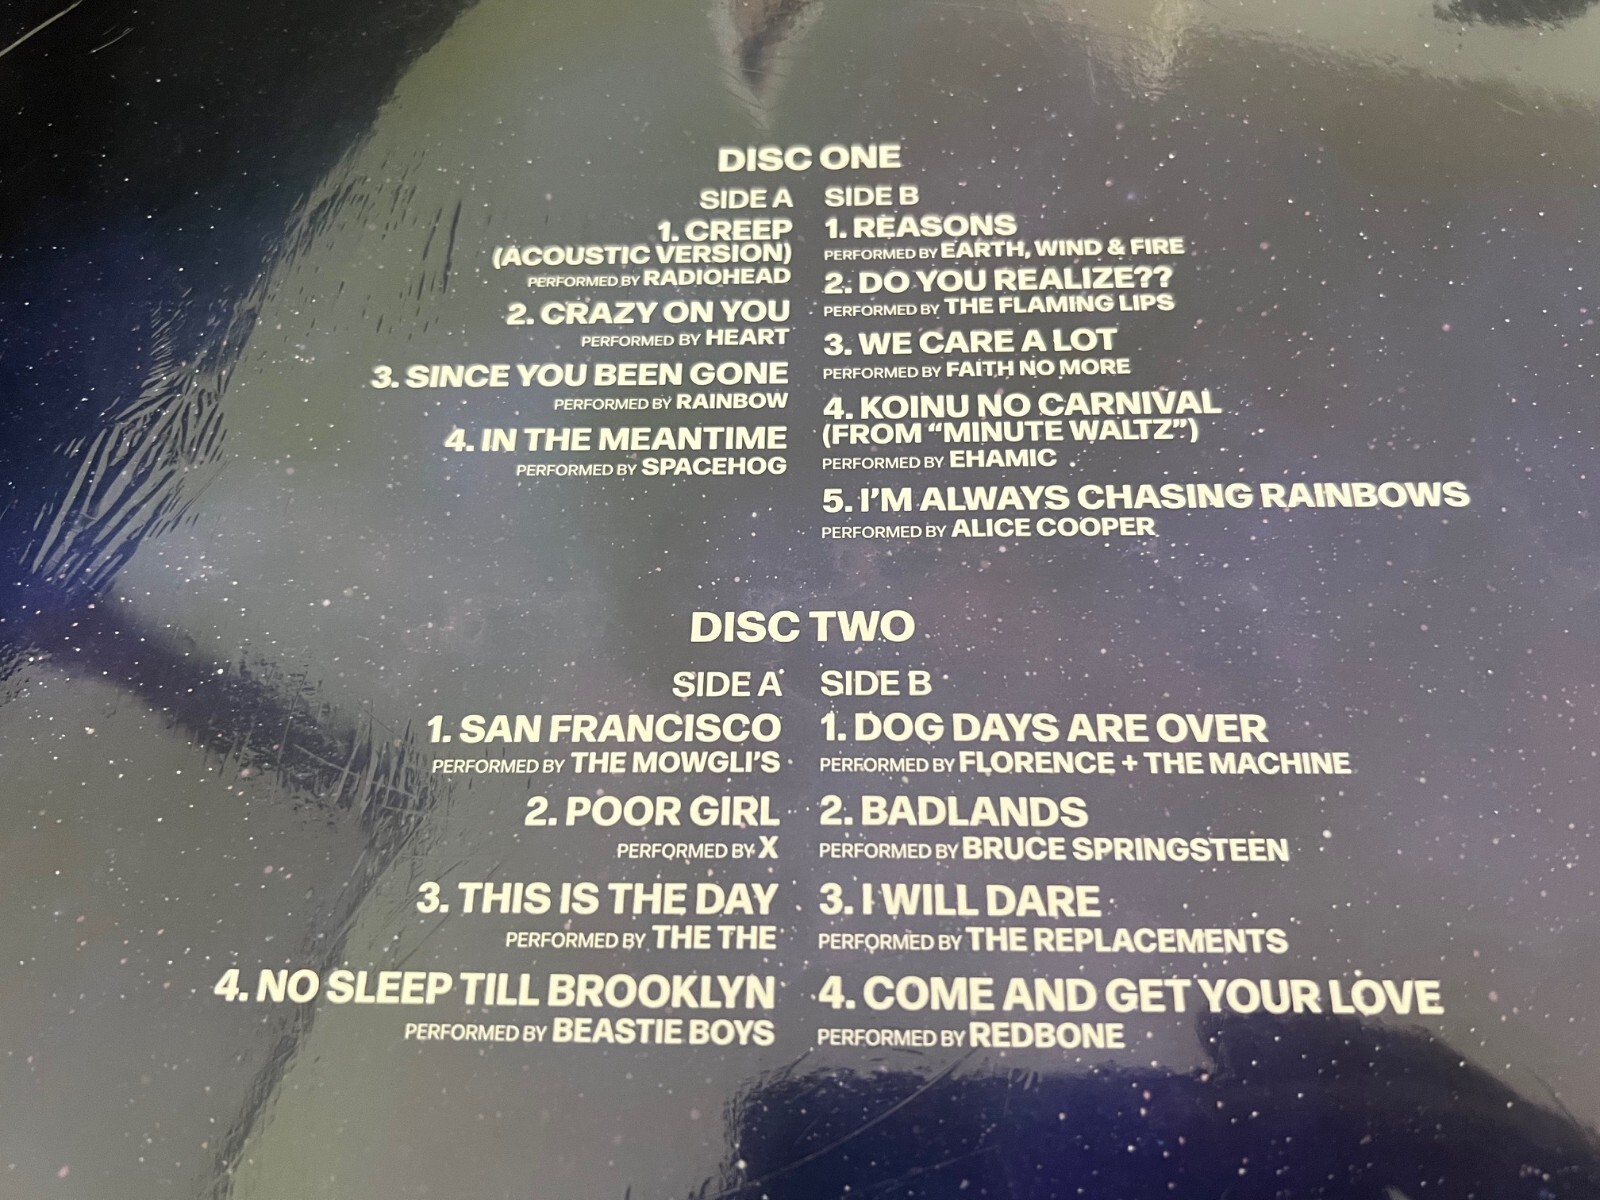 DISC ONE
SIDE A
1. CREEP
(ACOUSTIC VERSION)
PERFORMED BY RADIOHEAD
2. CRAZY ON YOU
PERFORMED BY HEART
3. SINCE YOU BEEN GONE
PERFORMED BY RAINBOW
4. IN THE MEANTIME
PERFORMED BY SPACEHOG
SIDE B
1. REASONS
PERFORMED BY EARTH, WIND & FIRE
2. DO YOU REALIZE??
PERFORMED BY THE FLAMING LIPS
3. WE CARE A LOT
PERFORMED BY FAITH NO MORE
4. KOINU NO CARNIVAL
(FROM “MINUTE WALTZ”)
PERFORMED BY EHAMIC
5. I’M ALWAYS CHASING RAINBOWS
PERFORMED BY ALICE COOPER
DISC TWO
SIDE A
1. SAN FRANCISCO
PERFORMED BY THE MOWGLI’S
2. POOR GIRL
PERFORMED BY X
3. THIS IS THE DAY
PERFORMED BY THE THE
4. NO SLEEP TILL BROOKLYN
PERFORMED BY BEASTIE BOYS
SIDE B
1. DOG DAYS ARE OVER
PERFORMED BY FLORENCE + THE MACHINE
2. BADLANDS
PERFORMED BY BRUCE SPRINGSTEEN
3. I WILL DARE
PERFORMED BY THE REPLACEMENTS
4. COME AND GET YOUR LOVE
PERFORMED BY REDBONE